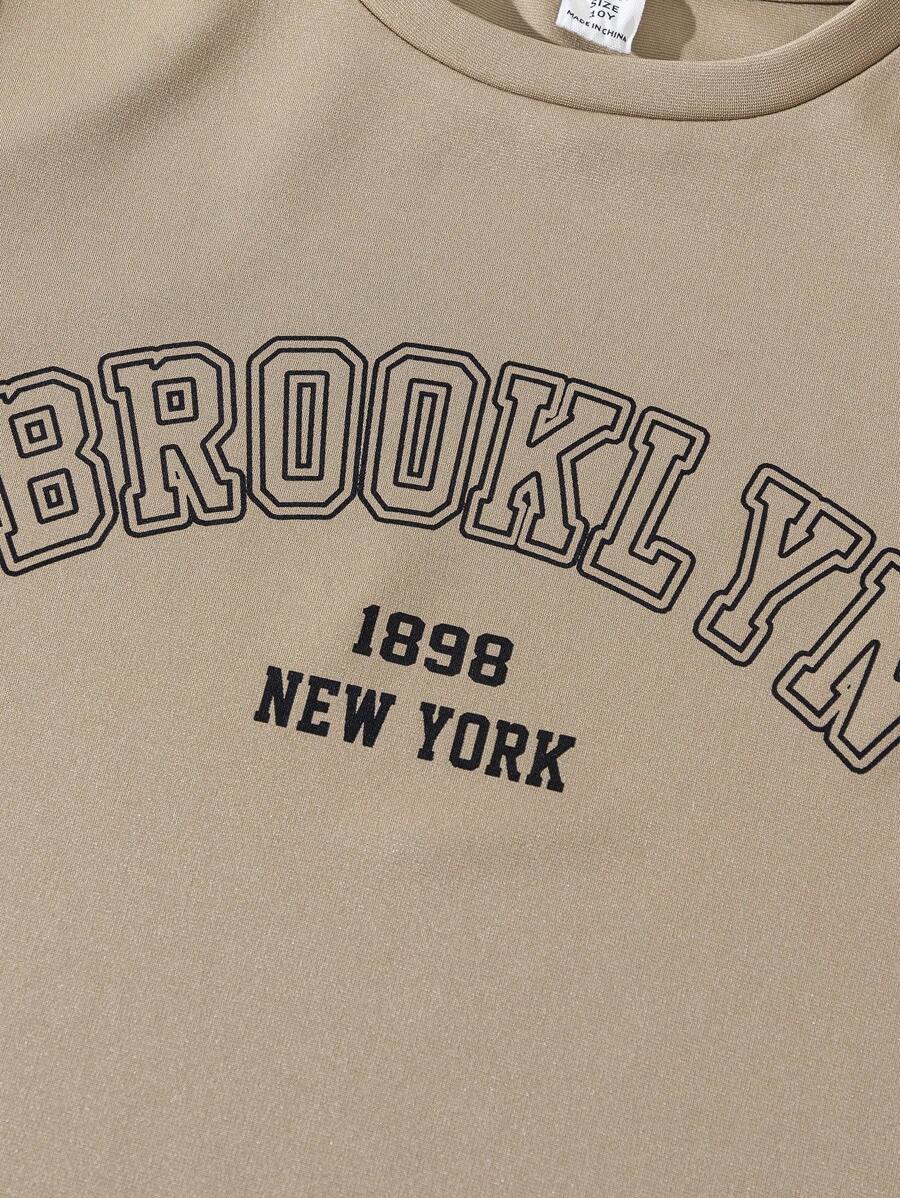 SIZE
10Y
MADE IN CHINA
BROOKLYN
1898
NEW YORK